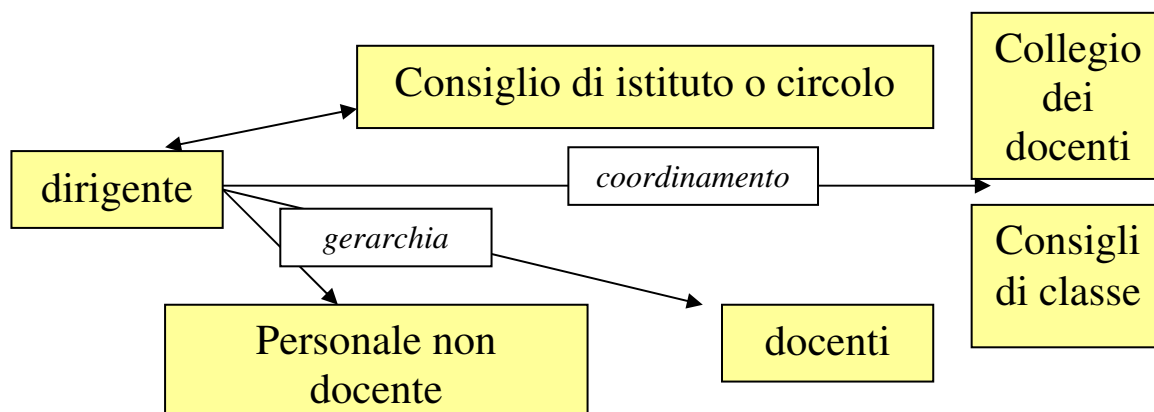 Consiglio di istituto o circolo
Collegio
dei
docenti
dirigente
coordinamento
gerarchia
Consigli
di classe
Personale non
docente
docenti